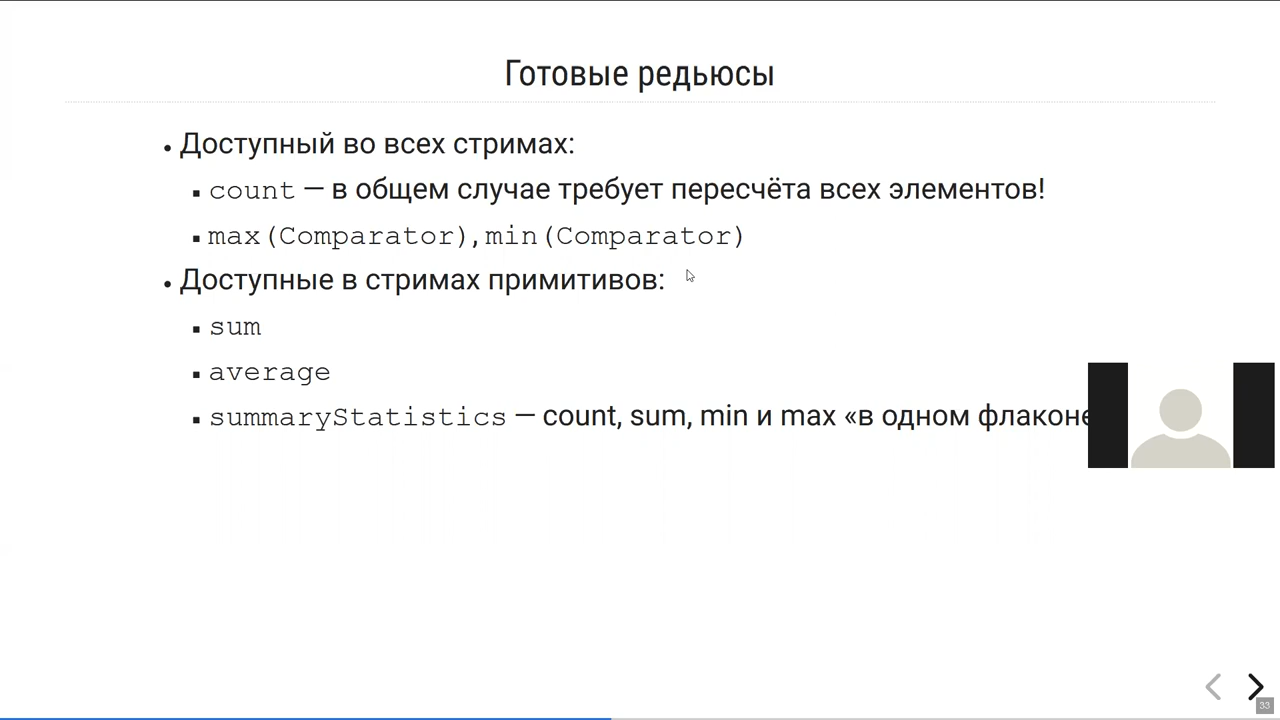 Готовые редьюсы
• Доступный во всех стримах:
▪ count — в общем случае требует пересчёта всех элементов!
▪ max(Comparator), min(Comparator)
• Доступные в стримах примитивов:
▪ sum
▪ average
▪ summaryStatistics — count, sum, min и max «в одном флаконе
33